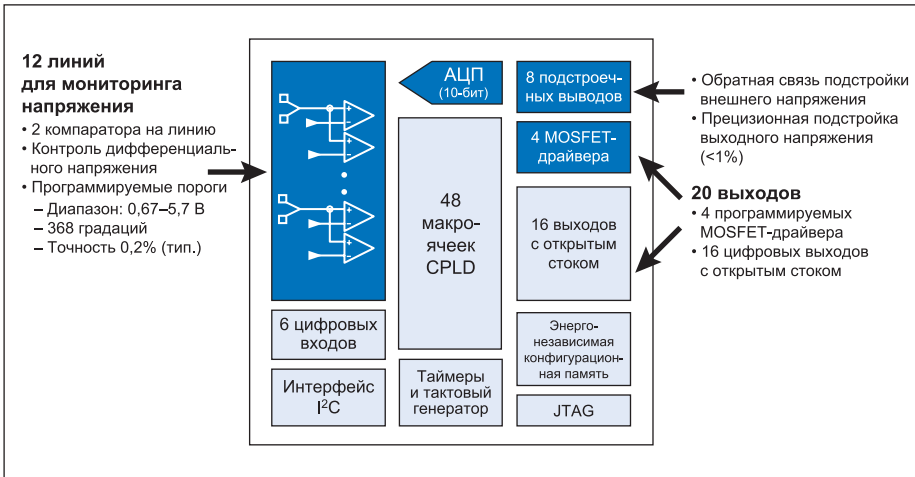 12 линий
для мониторинга
напряжения
• 2 компаратора на линию
• Контроль дифференциаль-
ного напряжения
• Программируемые пороги
– Диапазон: 0,67–5,7 В
– 368 градаций
– Точность 0,2% (тип.)
АЦП
(10-бит)
8 подстроеч-
ных выводов
4 MOSFET-
драйвера
48
макро-
ячеек
CPLD
16 выходов
с открытым
стоком
6 цифровых
входов
Интерфейс
I²C
Таймеры
и тактовый
генератор
Энерго-
независимая
конфигурацион-
ная память
JTAG
• Обратная связь подстройки
внешнего напряжения
• Прецизионная подстройка
выходного напряжения
(<1%)
20 выходов
• 4 программируемых
MOSFET-драйвера
• 16 цифровых выходов
с открытым стоком